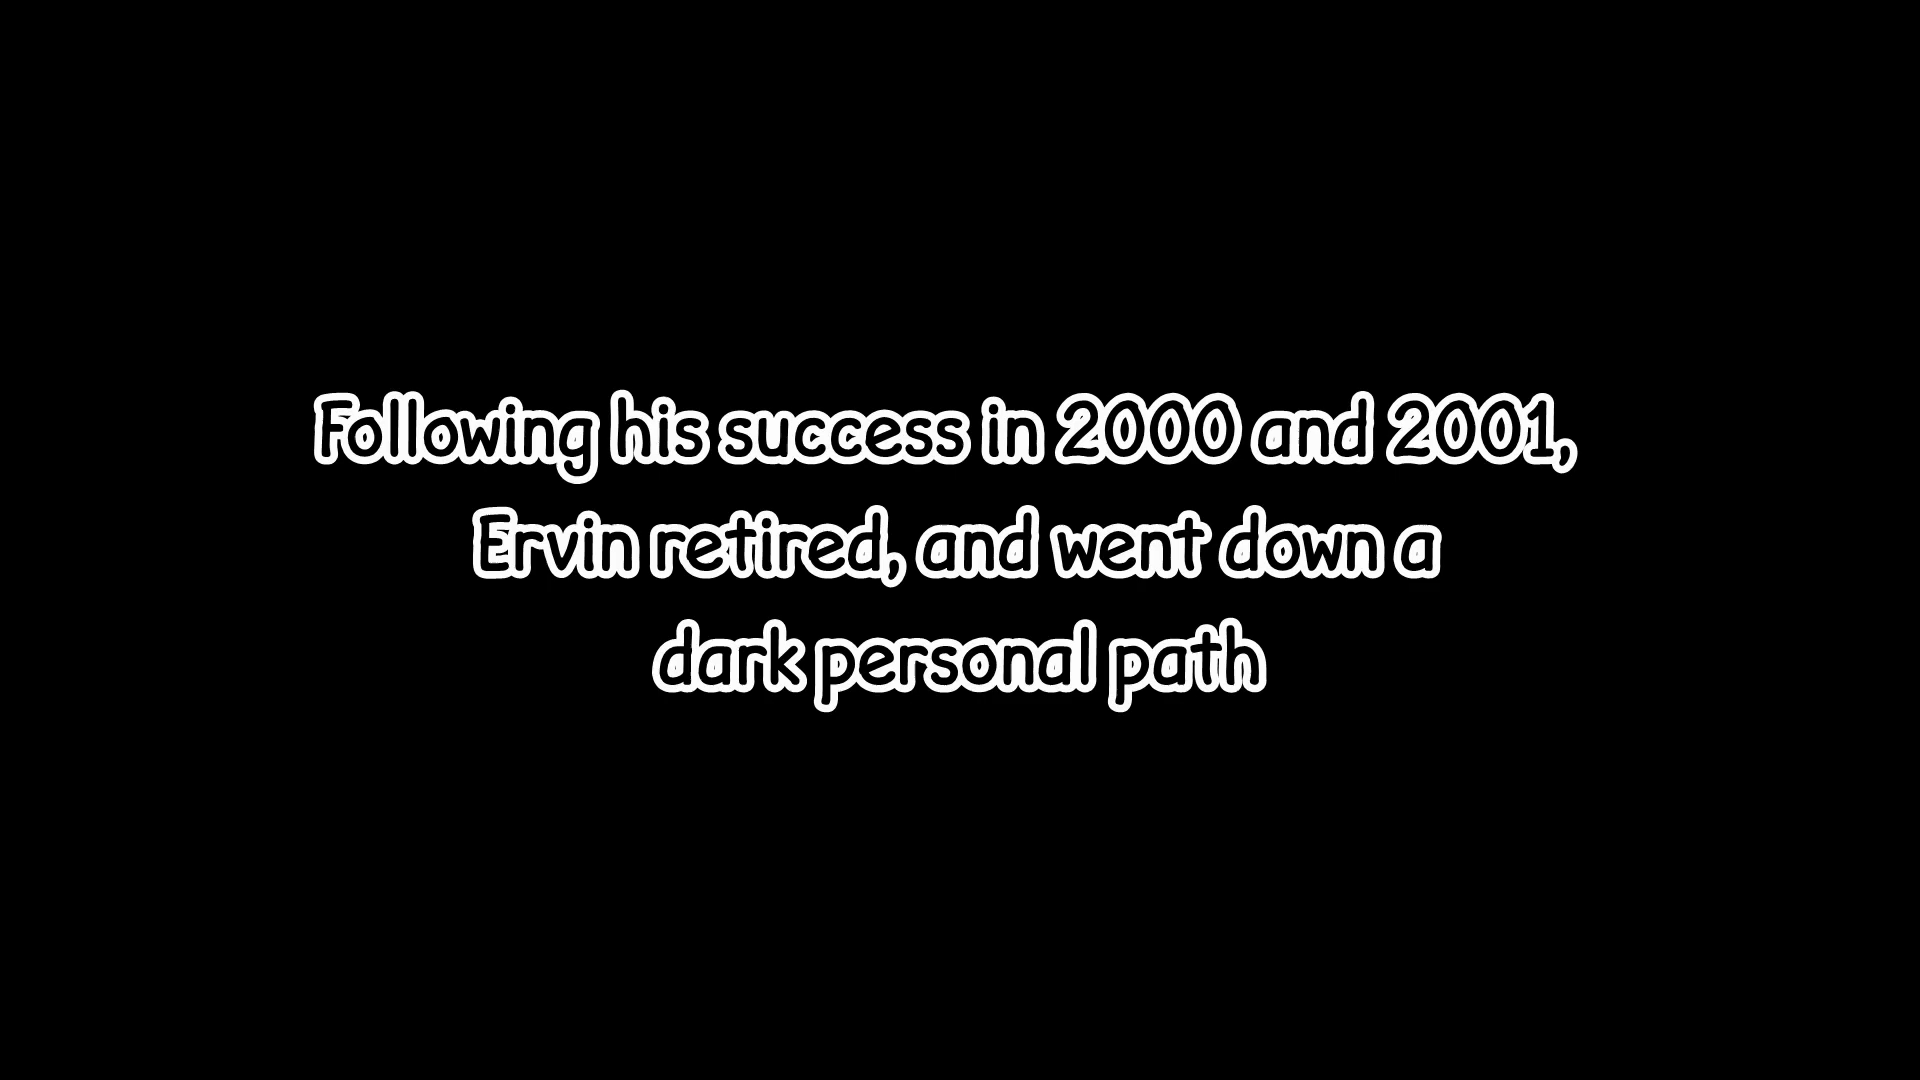 Following his success in 2000 and 2001,
Ervin retired, and went down a
dark personal path